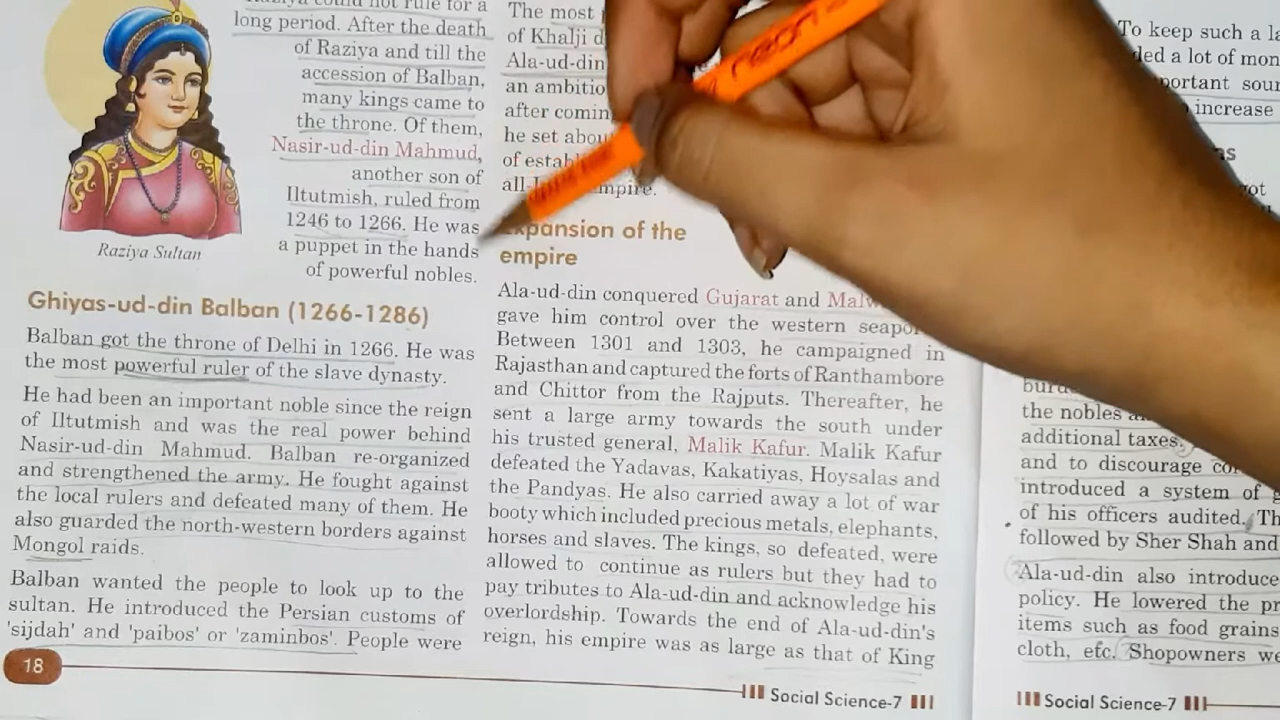 could not rule for a
long period. After the death
of Raziya and till the
accession of Balban,
many kings came to
the throne. Of them,
Nasir-ud-din Mahmud,
another son of
Iltutmish, ruled from
1246 to 1266. He was
a puppet in the hands
of powerful nobles.
Raziya Sultan
Ghiyas-ud-din Balban (1266-1286)
Balban got the throne of Delhi in 1266. He was
the most powerful ruler of the slave dynasty.
He had been an important noble since the reign
of Iltutmish and was the real power behind
Nasir-ud-din Mahmud. Balban re-organized
and strengthened the army. He fought against
the local rulers and defeated many of them. He
also guarded the north-western borders against
Mongol raids.
Balban wanted the people to look up to the
sultan. He introduced the Persian customs of
'sijdah' and 'paibos' or 'zaminbos'. People were
18
The most
of Khalji
Ala-ud-din
an
after
he set
of
Expansion of the
empire
Ala-ud-din conquered Gujarat and
gave him control over the western
Between 1301 and 1303, he campaigned in
Rajasthan and captured the forts of Ranthambore
and Chittor from the Rajputs. Thereafter, he
sent a large army towards the south under
his trusted general, Malik Kafur. Malik Kafur
defeated the Yadavas, Kakatiyas, Hoysalas and
the Pandyas. He also carried away a lot of war
booty which included precious metals, elephants,
horses and slaves. The kings, so defeated, were
allowed to continue as rulers but they had to
pay tributes to Ala-ud-din and acknowledge his
overlordship. Towards the end of Ala-ud-din's
reign, his empire was as large as that of King
Social Science-7
To keep such a
a lot of
increase
the nobles
additional taxes.
and to discourage
introduced a system of
of his officers audited.
followed by Sher Shah and
Ala-ud-din also
policy. He lowered the
items such as food grains
cloth, etc. Shopowners
Social Science-7